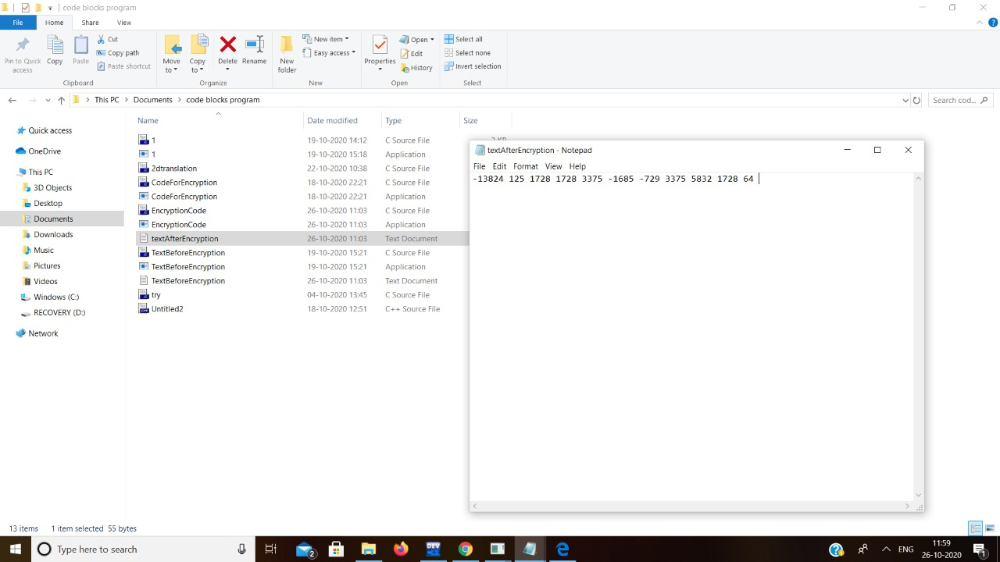 code blocks program
File Home Share View
Pin to Quick access
Copy
Paste
Cut
Copy path
Paste shortcut
Clipboard
Move to
Copy to
Delete
Rename
Organize
New folder
New item
Easy access
New
Properties
Open
Edit
History
Open
Select all
Select none
Invert selection
Select
This PC > Documents > code blocks program
Search cod...
Quick access
OneDrive
This PC
3D Objects
Desktop
Documents
Downloads
Music
Pictures
Videos
Windows (C:)
RECOVERY (D:)
Network
Name Date modified Type Size
1 19-10-2020 14:12 C Source File 2 KB
1 19-10-2020 15:18 Application
2dtranslation 22-10-2020 10:38 C Source File
CodeForEncryption 18-10-2020 22:21 C Source File
CodeForEncryption 18-10-2020 22:21 Application
EncryptionCode 26-10-2020 11:03 C Source File
EncryptionCode 26-10-2020 11:03 Application
textAfterEncryption 26-10-2020 11:03 Text Document
TextBeforeEncryption 19-10-2020 15:21 C Source File
TextBeforeEncryption 19-10-2020 15:21 Application
TextBeforeEncryption 26-10-2020 11:03 Text Document
try 04-10-2020 13:45 C Source File
Untitled2 18-10-2020 12:51 C++ Source File
textAfterEncryption - Notepad
File Edit Format View Help
-13824 125 1728 1728 3375 -1685 -729 3375 5832 1728 64
13 items 1 item selected 55 bytes
Type here to search
2
DEV
ENG
11:59
26-10-2020
1